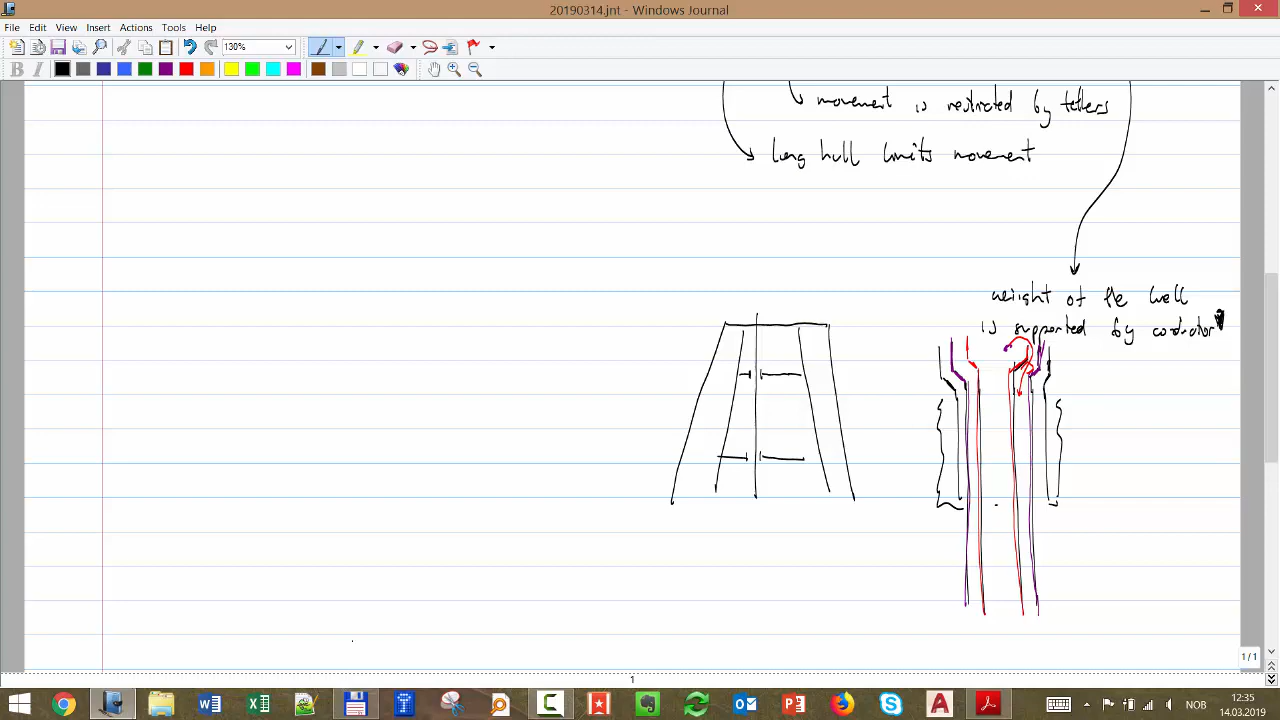 20190314.jnt - Windows Journal
File Edit View Insert Actions Tools Help
130%
B I
movement is restricted by tethers
long hull limits movement
weight of the well
is supported by conductor
1 / 1
1
NOB
12:35
14.03.2019